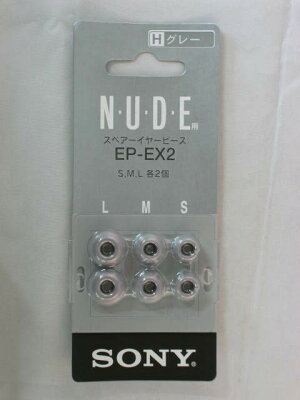 H グレー
N・U・D・E用
スペアーイヤーピース
EP-EX2
S,M,L 各2個
L M S
SONY